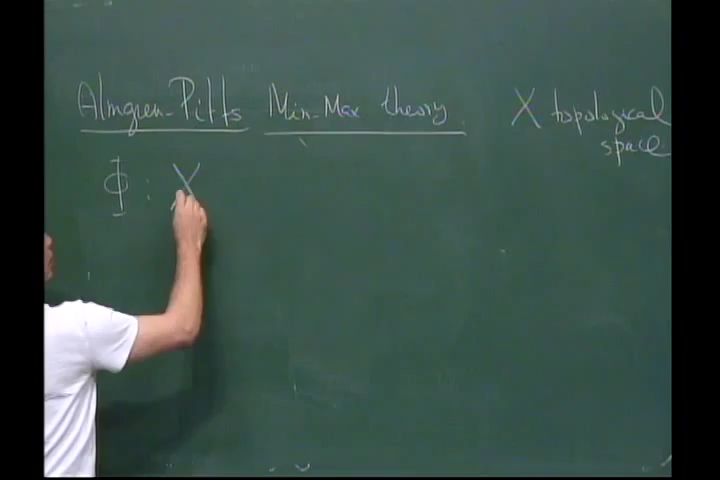 Almgren-Pitts Min-Max theory
X topological
space
Φ : X